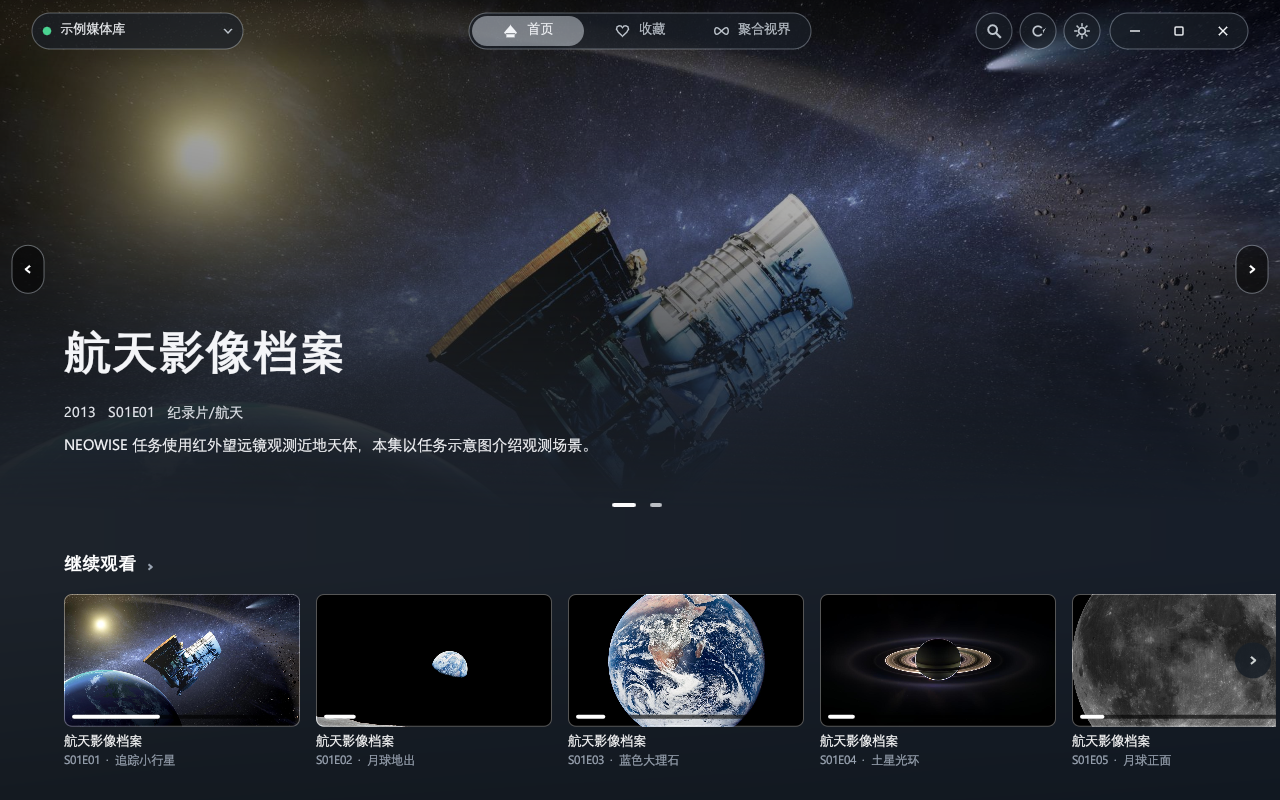 示例媒体库
首页
收藏
聚合视界
航天影像档案
2013 S01E01 纪录片/航天
NEOWISE 任务使用红外望远镜观测近地天体，本集以任务示意图介绍观测场景。
继续观看
航天影像档案
S01E01 · 追踪小行星
航天影像档案
S01E02 · 月球地出
航天影像档案
S01E03 · 蓝色大理石
航天影像档案
S01E04 · 土星光环
航天影像档案
S01E05 · 月球正面